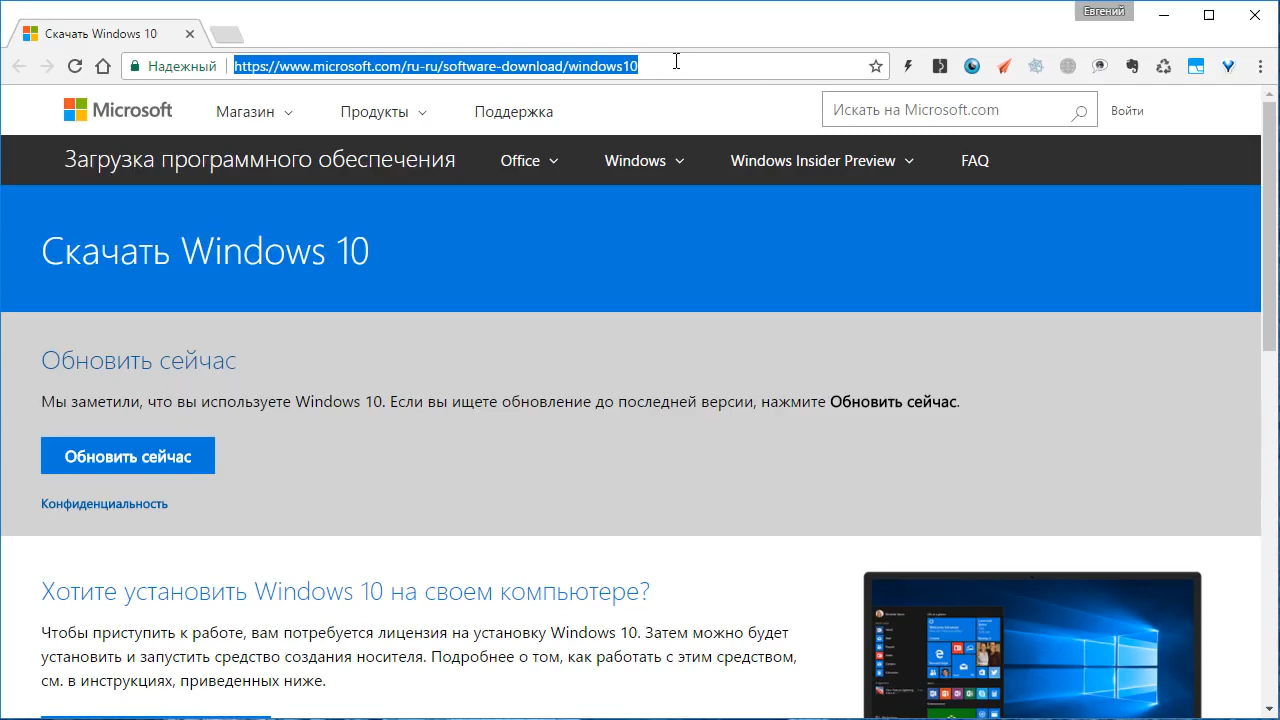 Евгений
Скачать Windows 10
Надежный https://www.microsoft.com/ru-ru/software-download/windows10
Microsoft Магазин Продукты Поддержка Искать на Microsoft.com Войти
Загрузка программного обеспечения Office Windows Windows Insider Preview FAQ
Скачать Windows 10
Обновить сейчас
Мы заметили, что вы используете Windows 10. Если вы ищете обновление до последней версии, нажмите Обновить сейчас.
Обновить сейчас
Конфиденциальность
Хотите установить Windows 10 на своем компьютере?
Чтобы приступить к работе, вам потребуется лицензия на установку Windows 10. Затем можно будет
установить и запустить средство создания носителя. Подробнее о том, как работать с этим средством,
см. в инструкциях, приведенных ниже.